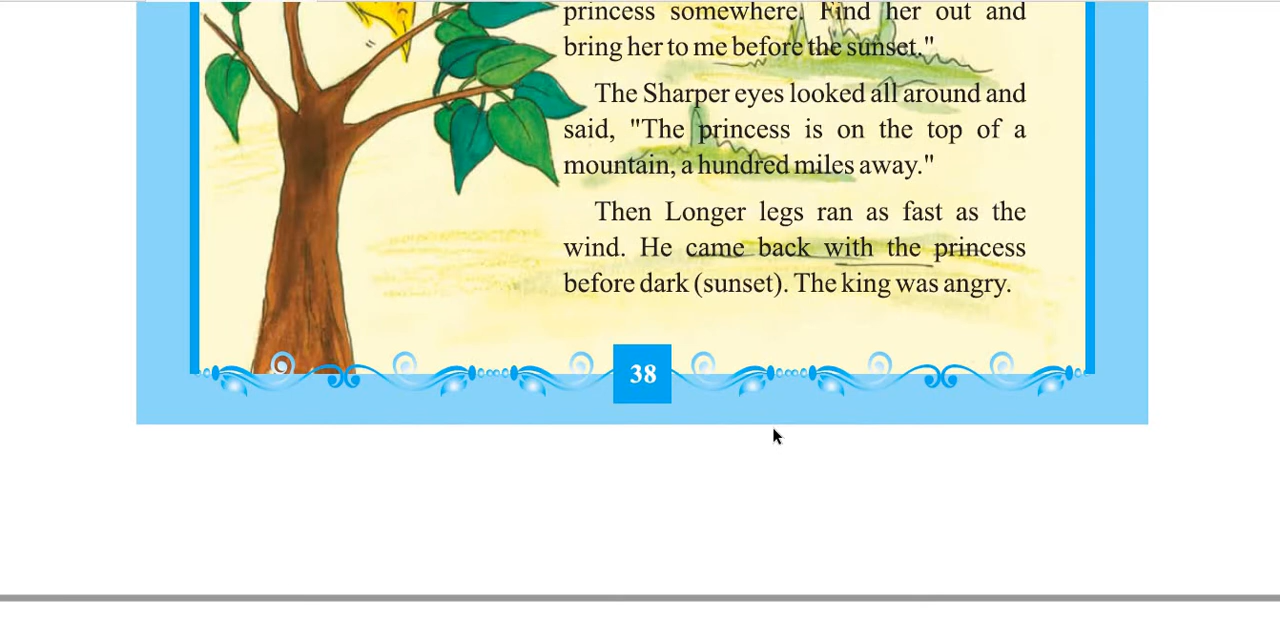 princess somewhere. Find her out and
bring her to me before the sunset."
The Sharper eyes looked all around and
said, "The princess is on the top of a
mountain, a hundred miles away."
Then Longer legs ran as fast as the
wind. He came back with the princess
before dark (sunset). The king was angry.
38